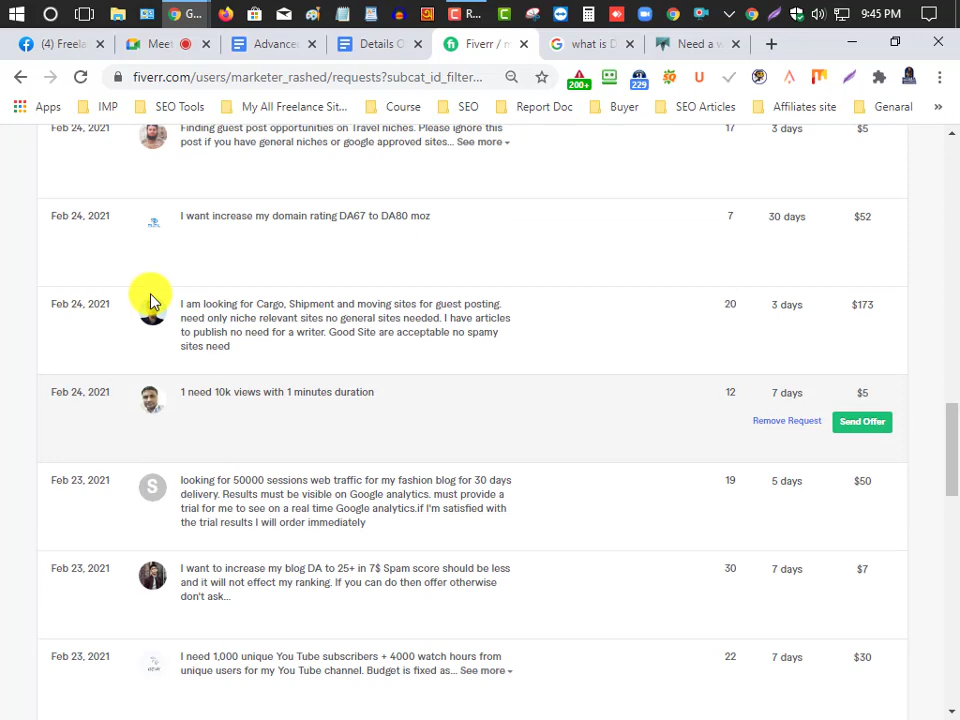 9:45 PM
G...
R...
(4) Freela
Meet
Advance
Details O
Fiverr / m
what is D
Need a w
fiverr.com/users/marketer_rashed/requests?subcat_id_filter...
200+
229
Apps
IMP
SEO Tools
My All Freelance Sit...
Course
SEO
Report Doc
Buyer
SEO Articles
Affiliates site
Genaral
»
Feb 24, 2021
Finding guest post opportunities on Travel niches. Please ignore this
post if you have general niches or google approved sites... See more
17
3 days
$5
Feb 24, 2021
I want increase my domain rating DA67 to DA80 moz
7
30 days
$52
Feb 24, 2021
I am looking for Cargo, Shipment and moving sites for guest posting.
need only niche relevant sites no general sites needed. I have articles
to publish no need for a writer. Good Site are acceptable no spamy
sites need
20
3 days
$173
Feb 24, 2021
1 need 10k views with 1 minutes duration
12
7 days
$5
Remove Request
Send Offer
Feb 23, 2021
S
looking for 50000 sessions web traffic for my fashion blog for 30 days
delivery. Results must be visible on Google analytics. must provide a
trial for me to see on a real time Google analytics.if I'm satisfied with
the trial results I will order immediately
19
5 days
$50
Feb 23, 2021
I want to increase my blog DA to 25+ in 7$ Spam score should be less
and it will not effect my ranking. If you can do then offer otherwise
don't ask...
30
7 days
$7
Feb 23, 2021
I need 1,000 unique You Tube subscribers + 4000 watch hours from
unique users for my You Tube channel. Budget is fixed as... See more
22
7 days
$30